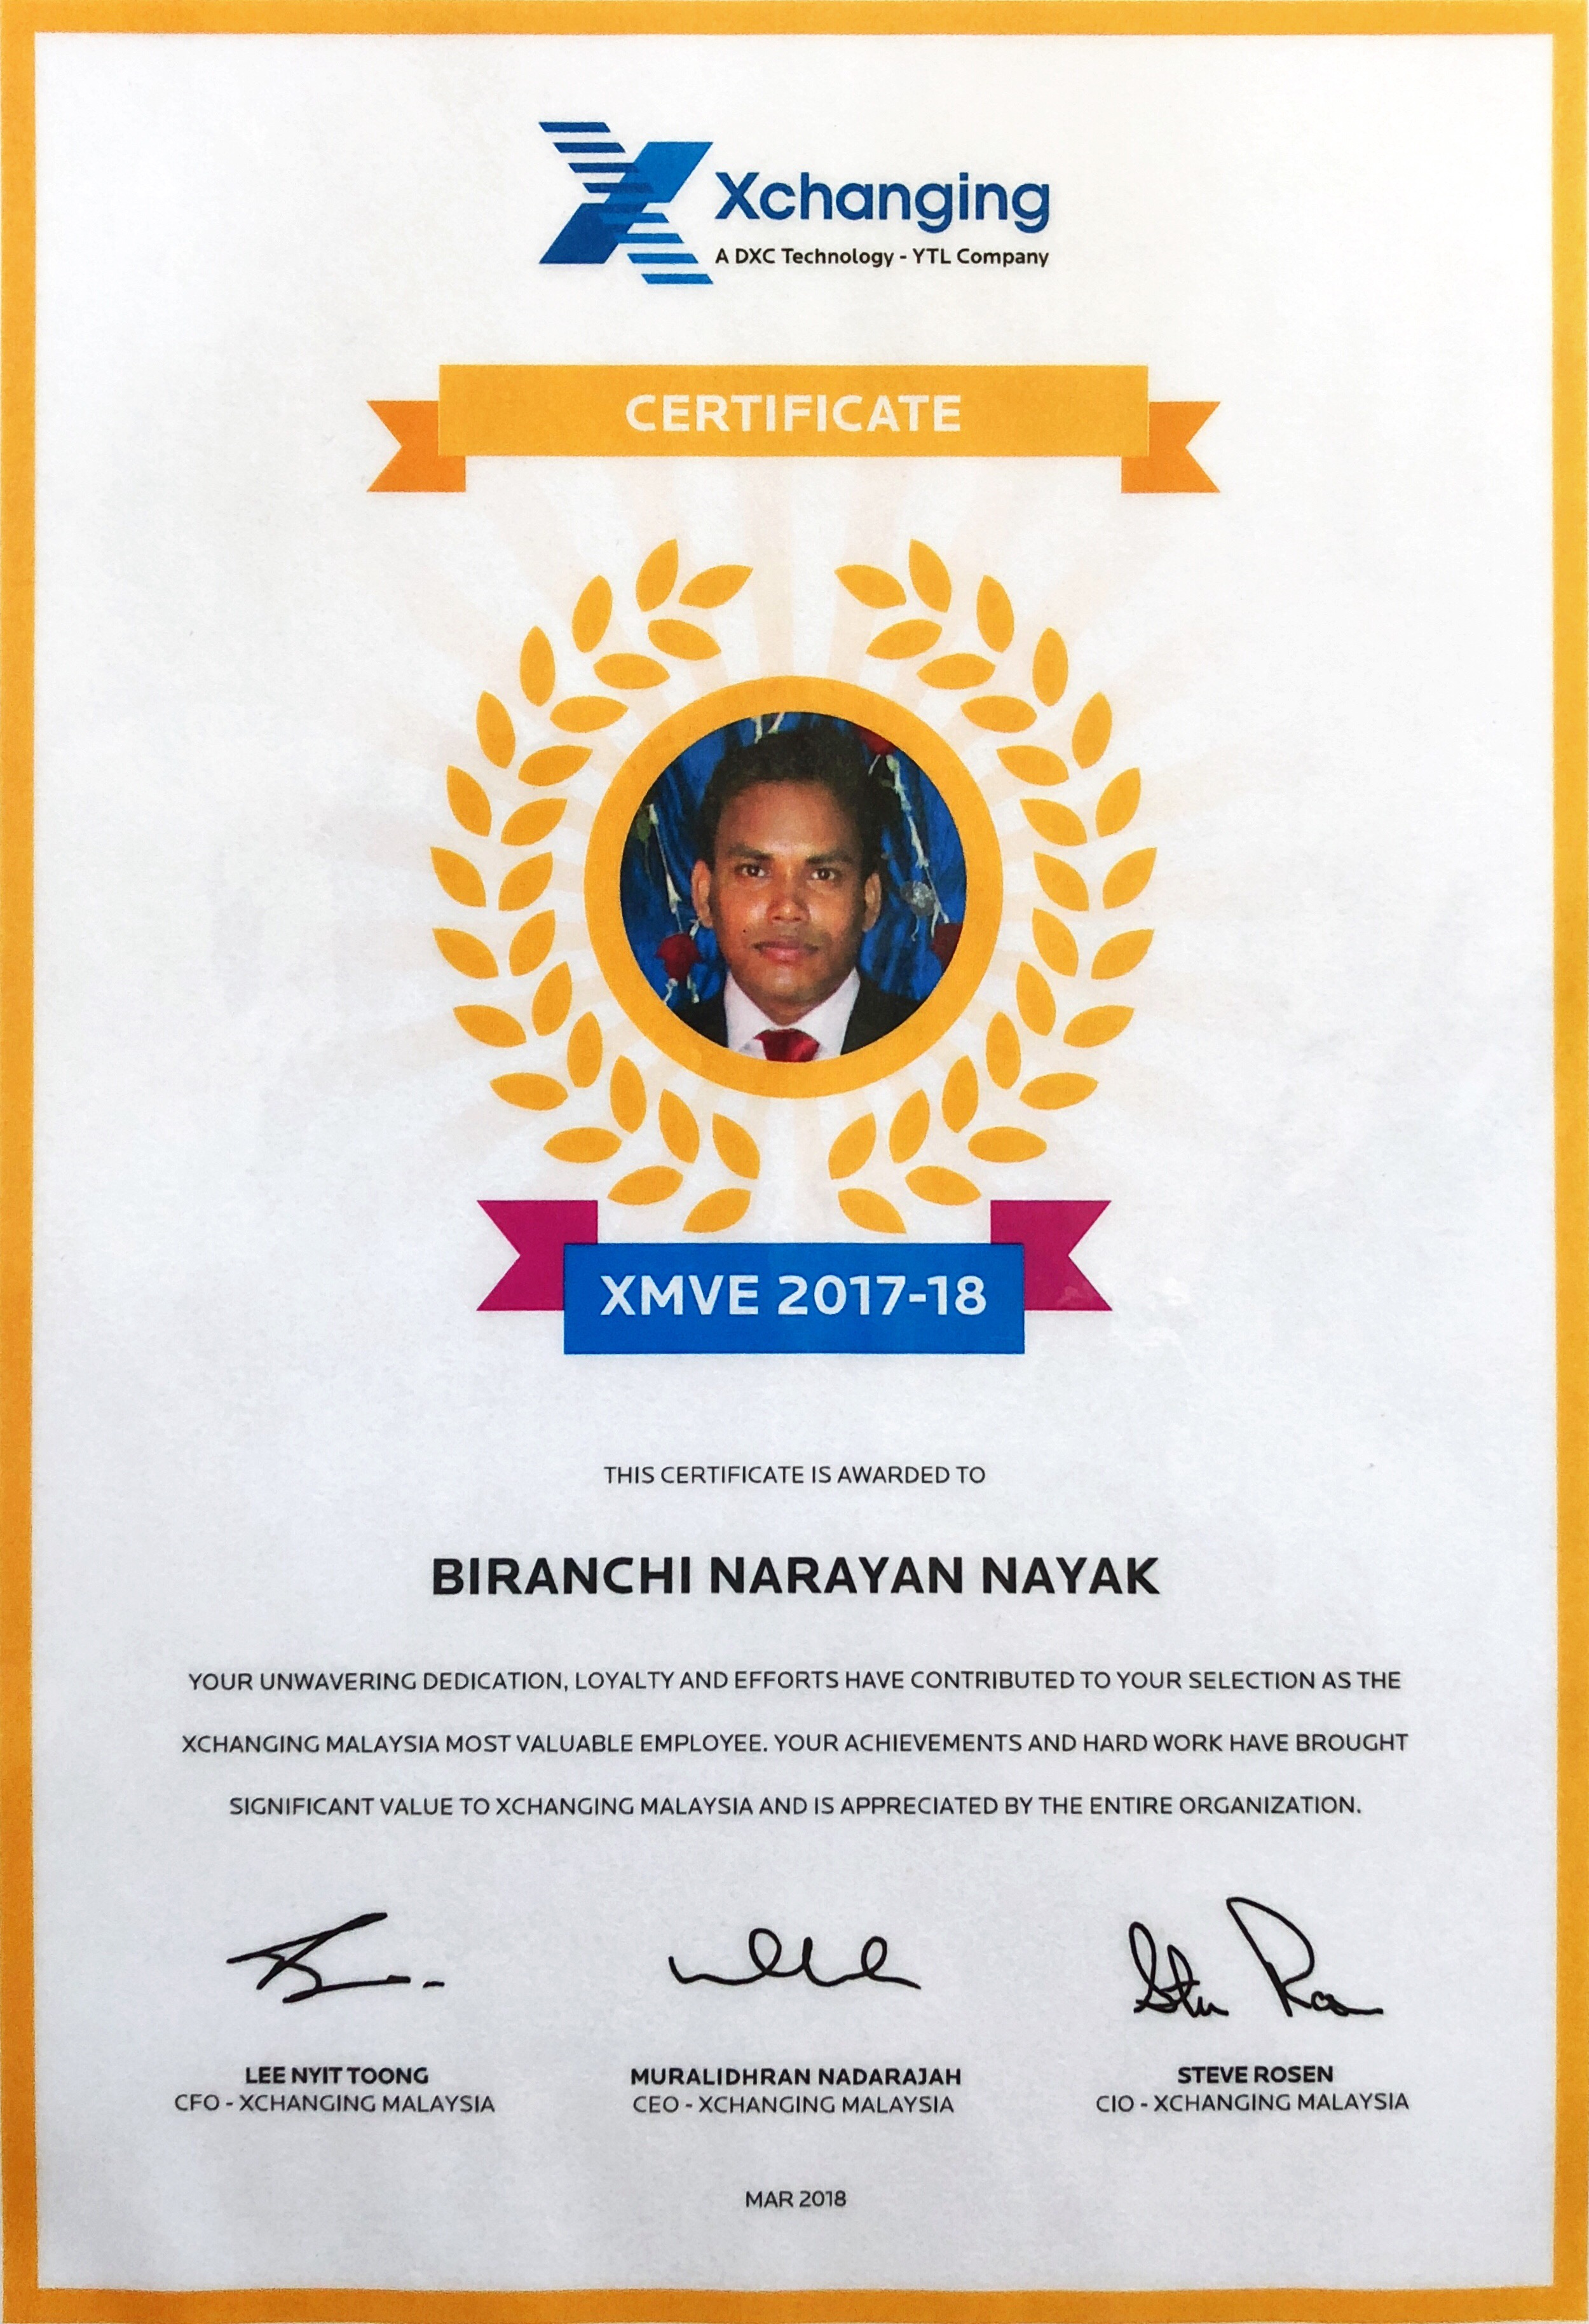 Xchanging
A DXC Technology - YTL Company
CERTIFICATE
XMVE 2017-18
THIS CERTIFICATE IS AWARDED TO
BIRANCHI NARAYAN NAYAK
YOUR UNWAVERING DEDICATION, LOYALTY AND EFFORTS HAVE CONTRIBUTED TO YOUR SELECTION AS THE
XCHANGING MALAYSIA MOST VALUABLE EMPLOYEE. YOUR ACHIEVEMENTS AND HARD WORK HAVE BROUGHT
SIGNIFICANT VALUE TO XCHANGING MALAYSIA AND IS APPRECIATED BY THE ENTIRE ORGANIZATION.
LEE NYIT TOONG
CFO - XCHANGING MALAYSIA
MURALIDHRAN NADARAJAH
CEO - XCHANGING MALAYSIA
STEVE ROSEN
CIO - XCHANGING MALAYSIA
MAR 2018